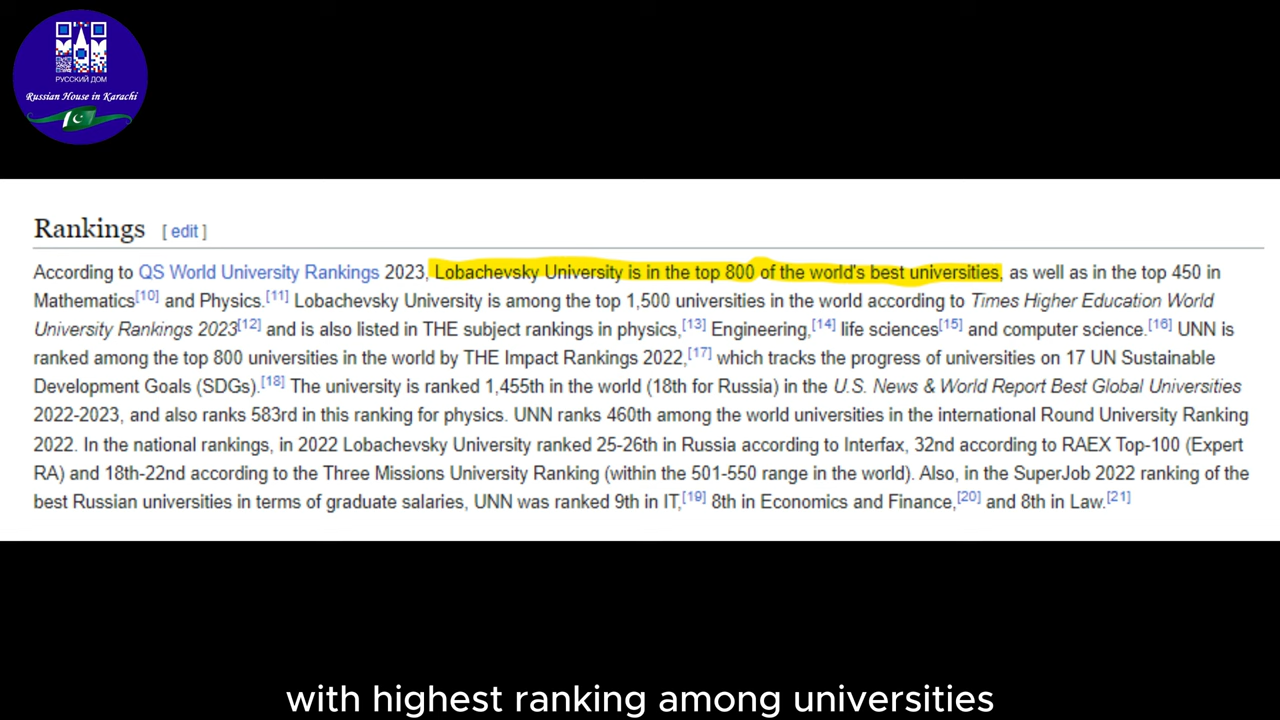 РУССКИЙ ДОМ
Russian House in Karachi
Rankings [ edit ]
According to QS World University Rankings 2023, Lobachevsky University is in the top 800 of the world's best universities, as well as in the top 450 in
Mathematics[10] and Physics.[11] Lobachevsky University is among the top 1,500 universities in the world according to Times Higher Education World
University Rankings 2023[12] and is also listed in THE subject rankings in physics,[13] Engineering,[14] life sciences[15] and computer science.[16] UNN is
ranked among the top 800 universities in the world by THE Impact Rankings 2022,[17] which tracks the progress of universities on 17 UN Sustainable
Development Goals (SDGs).[18] The university is ranked 1,455th in the world (18th for Russia) in the U.S. News & World Report Best Global Universities
2022-2023, and also ranks 583rd in this ranking for physics. UNN ranks 460th among the world universities in the international Round University Ranking
2022. In the national rankings, in 2022 Lobachevsky University ranked 25-26th in Russia according to Interfax, 32nd according to RAEX Top-100 (Expert
RA) and 18th-22nd according to the Three Missions University Ranking (within the 501-550 range in the world). Also, in the SuperJob 2022 ranking of the
best Russian universities in terms of graduate salaries, UNN was ranked 9th in IT,[19] 8th in Economics and Finance,[20] and 8th in Law.[21]
with highest ranking among universities